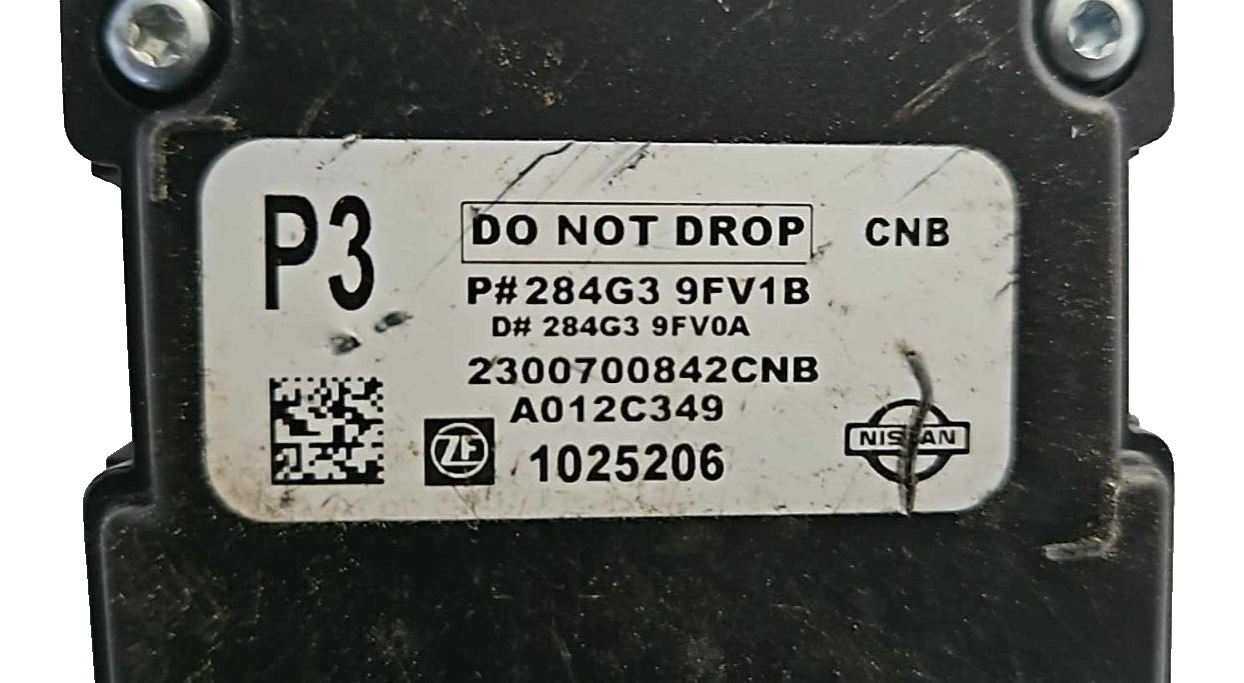 P3
DO NOT DROP
CNB
P#284G3 9FV1B
D# 284G3 9FV0A
2300700842CNB
A012C349
ZF
1025206
NISSAN